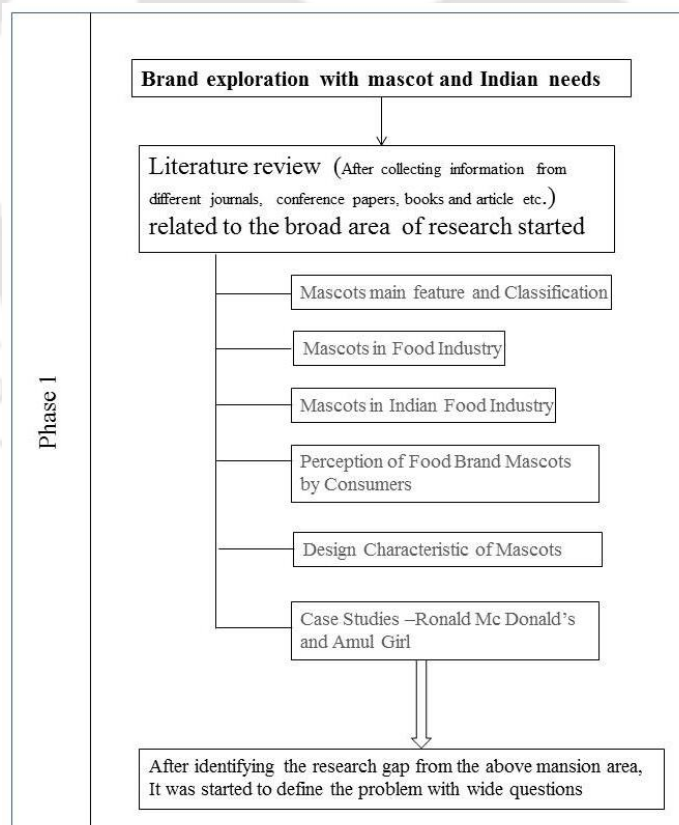 Phase 1
Brand exploration with mascot and Indian needs
Literature review (After collecting information from
different journals, conference papers, books and article etc.)
related to the broad area of research started
Mascots main feature and Classification
Mascots in Food Industry
Mascots in Indian Food Industry
Perception of Food Brand Mascots
by Consumers
Design Characteristic of Mascots
Case Studies –Ronald Mc Donald's
and Amul Girl
After identifying the research gap from the above mansion area,
It was started to define the problem with wide questions